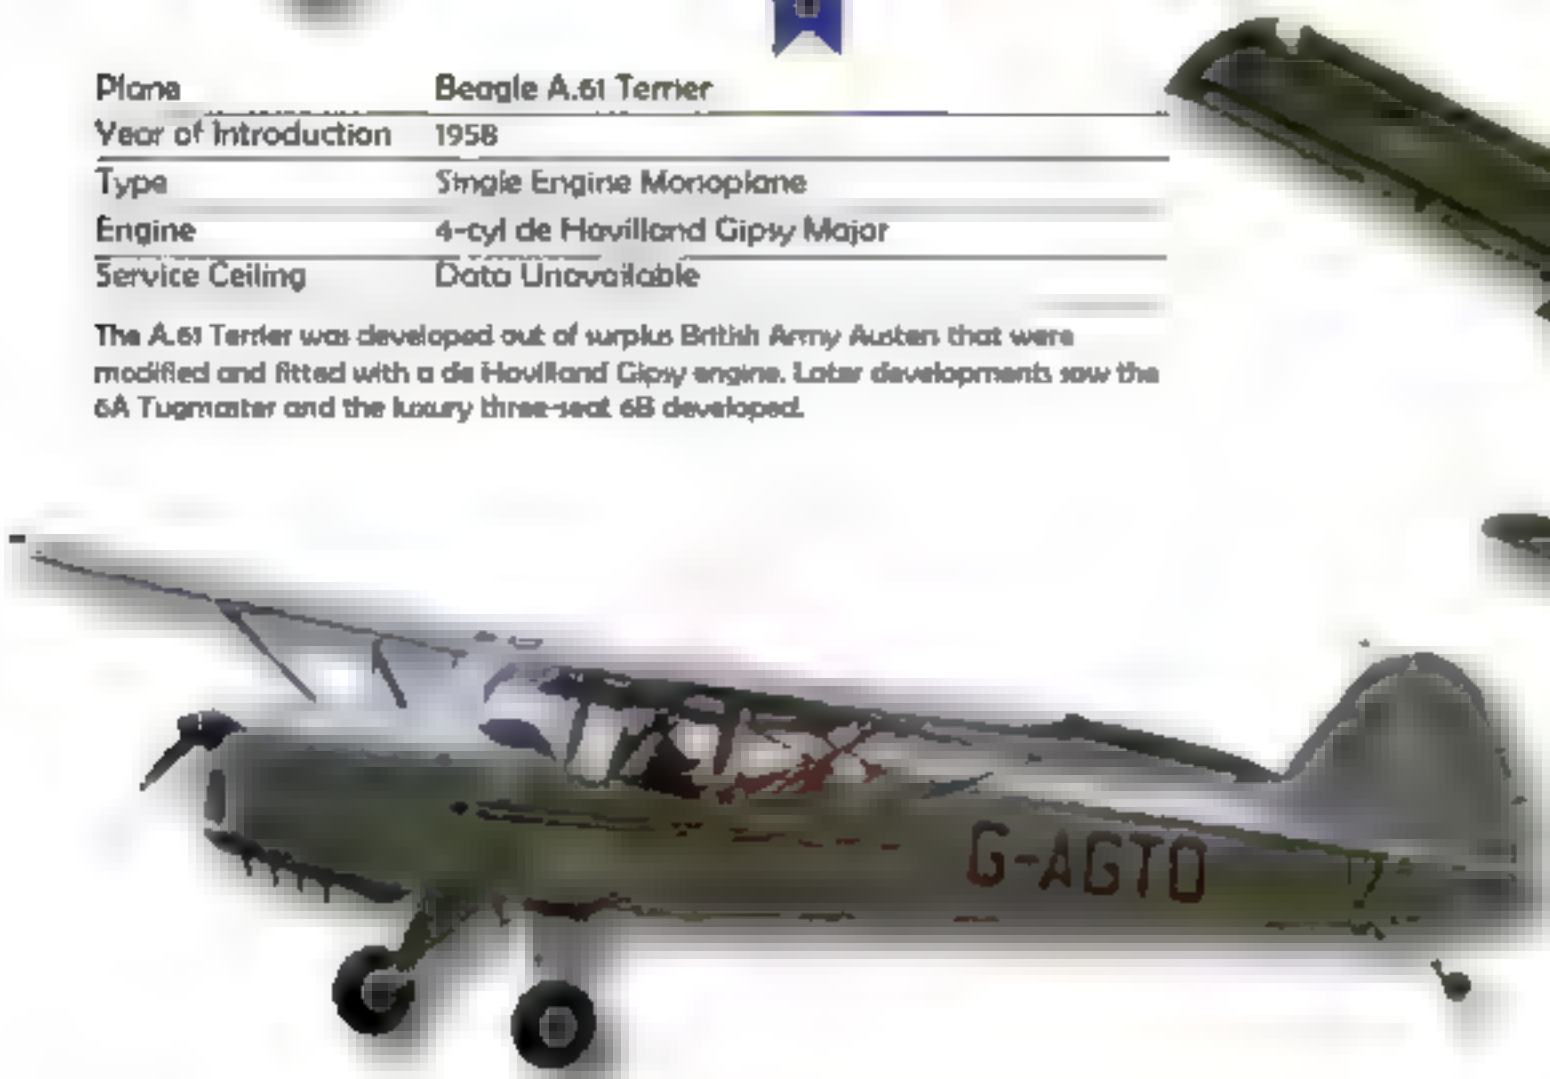 Plane Beagle A.61 Terrier
Year of Introduction 1958
Type Single Engine Monoplane
Engine 4-cyl de Havilland Gipsy Major
Service Ceiling Data Unavailable
The A.61 Terrier was developed out of surplus British Army Austers that were
modified and fitted with a de Havilland Gipsy engine. Later developments saw the
6A Tugmaster and the luxury three-seat 6B developed.
G-AGTO